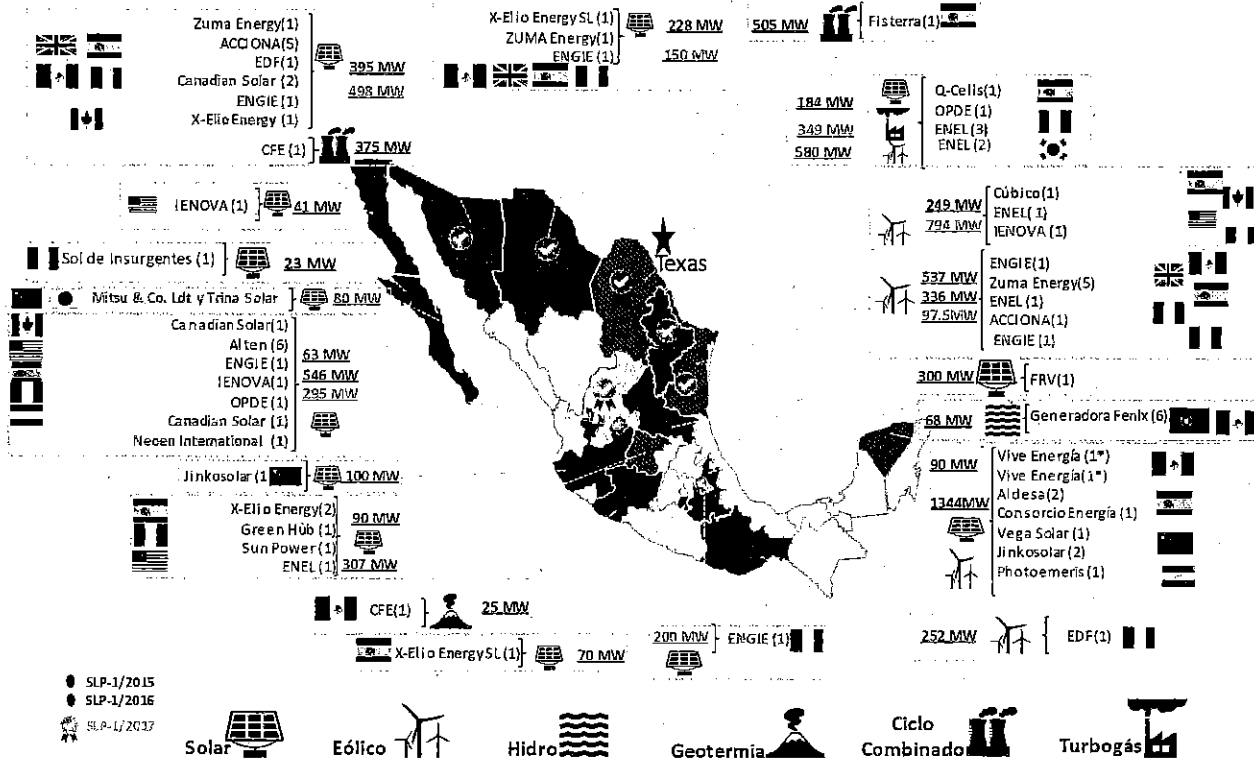 Zuma Energy(1)
ACCIONA(5)
EDF(1)
Canadian Solar (2)
ENGIE (1)
X-Elio Energy (1)
395 MW
498 MW
CFE (1)
375 MW
X-Elio Energy SL (1)
ZUMA Energy(1)
ENGIE (1)
228 MW
150 MW
505 MW
Fisterra(1)
184 MW
349 MW
580 MW
Q-Cells(1)
OPDE (1)
ENEL (3)
ENEL (2)
IENOVA (1)
41 MW
249 MW
794 MW
Cúbico(1)
ENEL (1)
IENOVA (1)
Texas
Sol de Insurgentes (1)
23 MW
Mitsu & Co. Ldt y Trina Solar
80 MW
537 MW
336 MW
97.5MW
ENGIE(1)
Zuma Energy(5)
ENEL (1)
ACCIONA(1)
ENGIE (1)
Canadian Solar(1)
Alten (6)
ENGIE (1)
IENOVA(1)
OPDE (1)
Canadian Solar (1)
Neoen International (1)
63 MW
546 MW
295 MW
300 MW
FRV(1)
68 MW
Generadora Fenix (6)
Jinkosolar (1
100 MW
90 MW
1344MW
Vive Energía (1*)
Vive Energía(1*)
Aldesa (2)
Consorcio Energía (1)
Vega Solar (1)
Jinkosolar (2)
Photoemeris (1)
X-Elio Energy(2)
Green Hub (1)
Sun Power (1)
ENEL (1)
90 MW
307 MW
CFE(1)
25 MW
X-Elio Energy SL (1)
70 MW
200 MW
ENGIE (1)
252 MW
EDF(1)
SLP-1/2015
SLP-1/2016
SLP-1/2017
Solar
Eólico
Hidro
Geotermia
Ciclo
Combinado
Turbogás